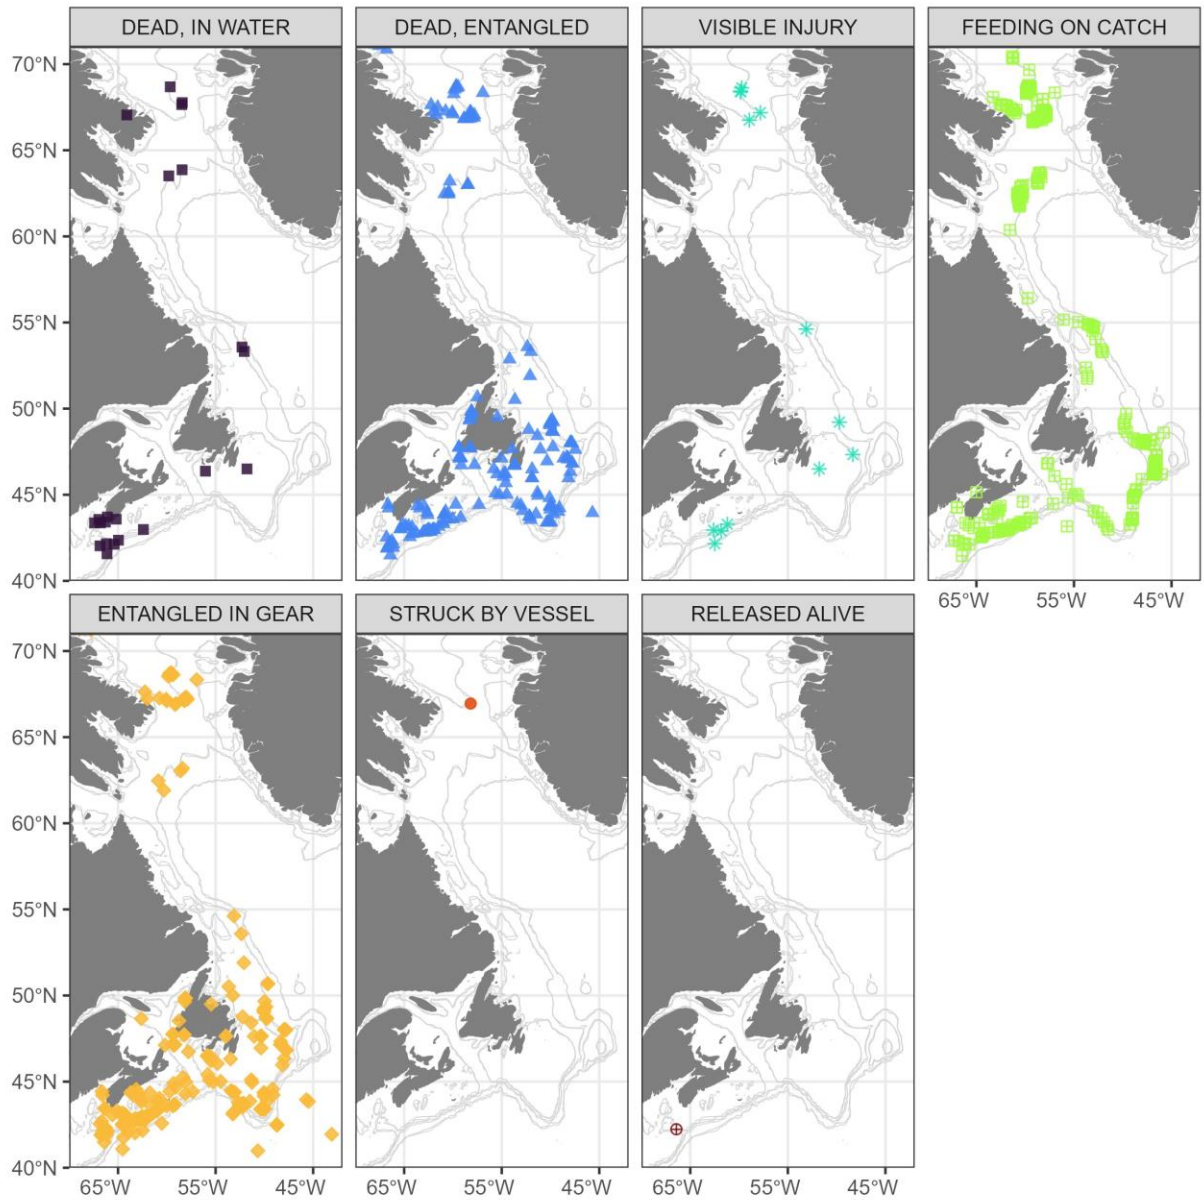 DEAD, IN WATER
DEAD, ENTANGLED
VISIBLE INJURY
FEEDING ON CATCH
70°N
65°N
60°N
55°N
50°N
45°N
40°N
65°W 55°W 45°W
ENTANGLED IN GEAR
STRUCK BY VESSEL
RELEASED ALIVE
70°N
65°N
60°N
55°N
50°N
45°N
40°N
65°W 55°W 45°W
65°W 55°W 45°W
65°W 55°W 45°W